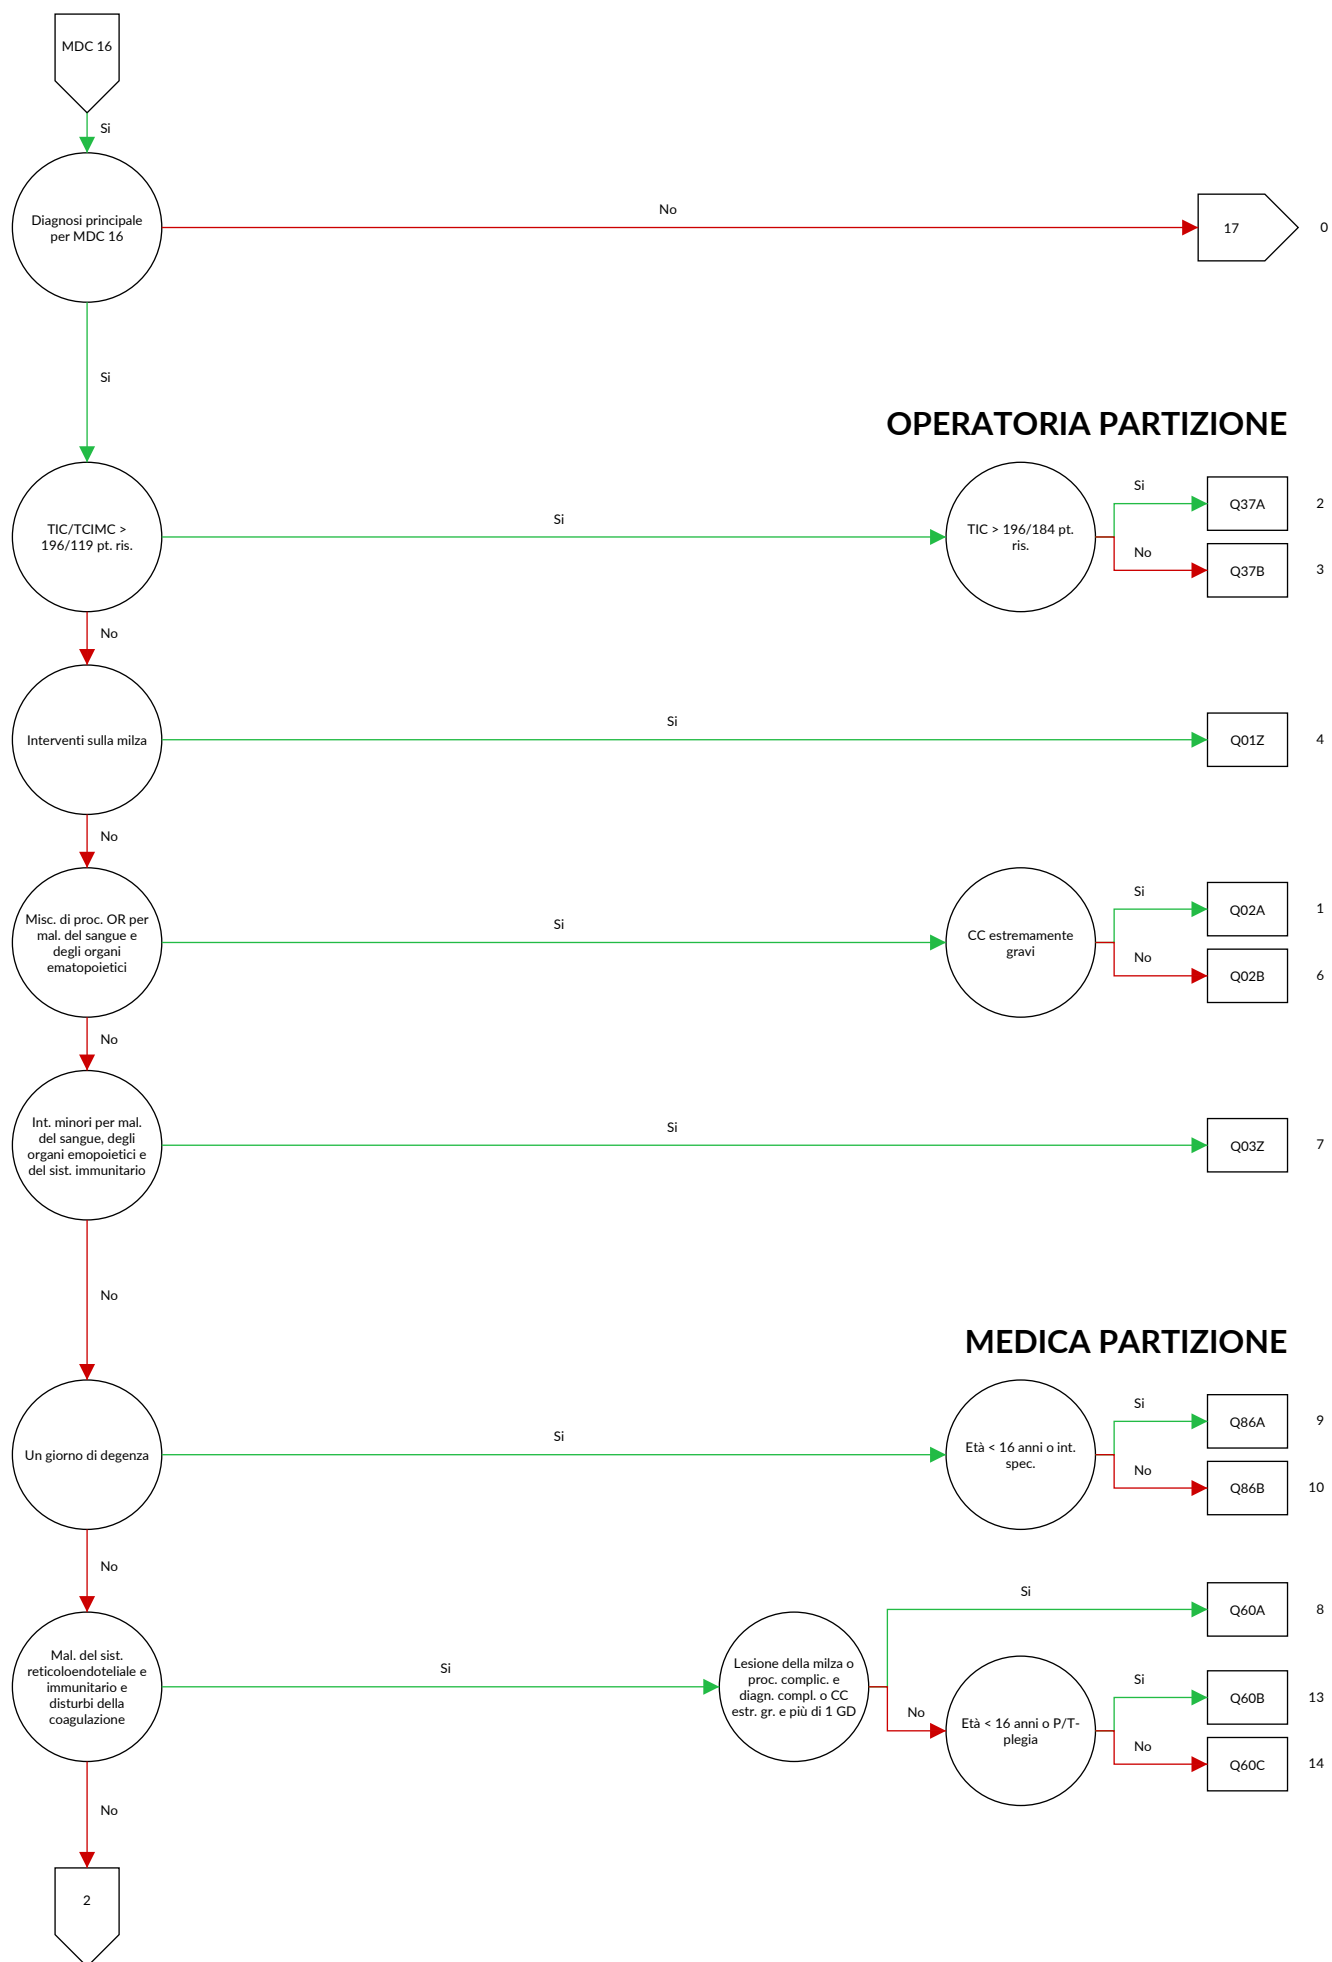 MDC 16
Si
Diagnosi principale
per MDC 16
No
17
0
Si
OPERATORIA PARTIZIONE
TIC/TCIMC >
196/119 pt. ris.
Si
TIC > 196/184 pt.
ris.
Si
Q37A
2
No
Q37B
3
No
Interventi sulla milza
Si
Q01Z
4
No
Misc. di proc. OR per
mal. del sangue e
degli organi
ematopoietici
Si
CC estremamente
gravi
Si
Q02A
1
No
Q02B
6
No
Int. minori per mal.
del sangue, degli
organi emopoietici e
del sist. immunitario
Si
Q03Z
7
No
MEDICA PARTIZIONE
Un giorno di degenza
Si
Età < 16 anni o int.
spec.
Si
Q86A
9
No
Q86B
10
No
Mal. del sist.
reticoloendoteliale e
immunitario e
disturbi della
coagulazione
Si
Lesione della milza o
proc. complic. e
diagn. compl. o CC
estr. gr. e più di 1 GD
Si
Q60A
8
No
Età < 16 anni o P/T-
plegia
Si
Q60B
13
No
Q60C
14
No
2